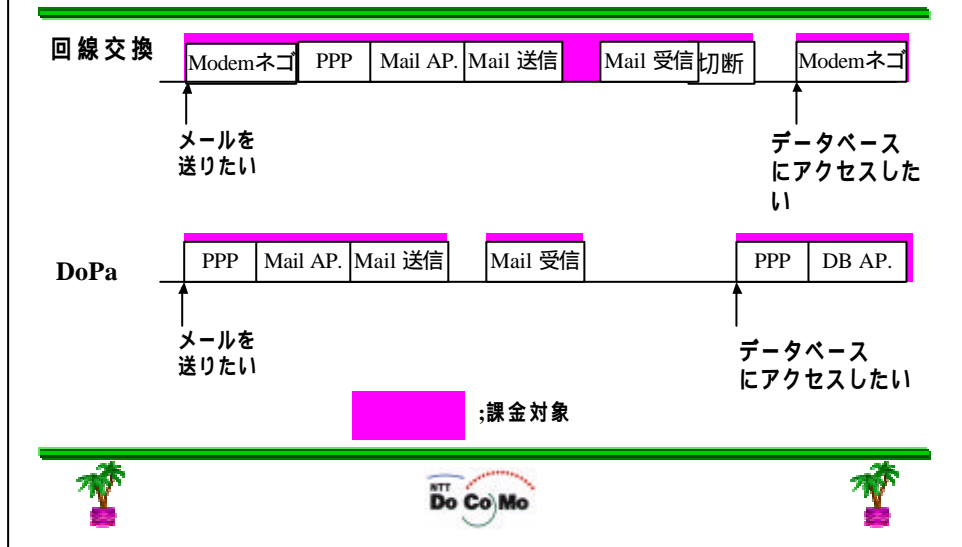 回線交換
Modemネゴ PPP Mail AP. Mail 送信 Mail 受信 切断 Modemネゴ
メールを
送りたい
データベース
にアクセスした
い
DoPa
PPP Mail AP. Mail 送信 Mail 受信 PPP DB AP.
メールを
送りたい
データベース
にアクセスしたい
;課金対象
NTT
Do Co Mo